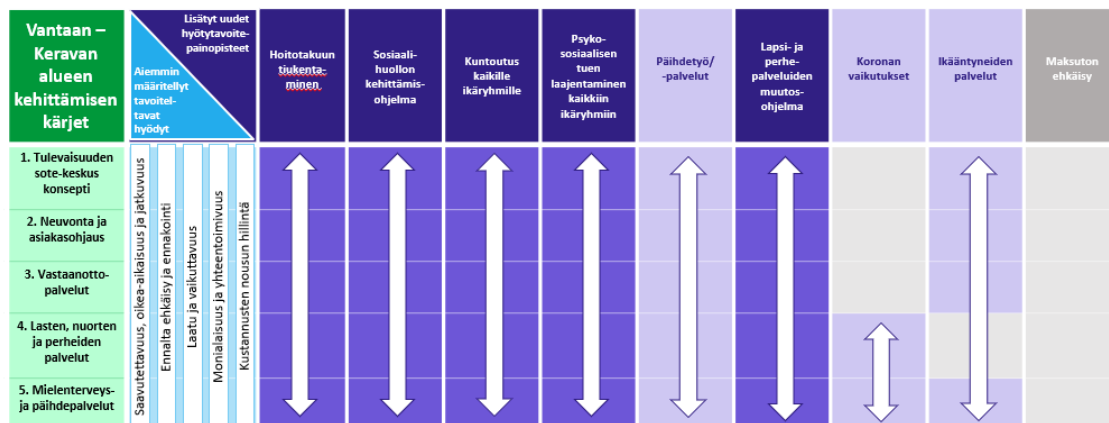 Vantaan –
Keravan
alueen
kehittämisen
kärjet
Lisätyt uudet
hyötytavoite-
painopisteet
Aiemmin
määritellyt
tavoitel-
tavat
hyödyt
Hoitotakuun
tiukenta-
minen
Sosiaali-
huollon
kehittämis-
ohjelma
Kuntoutus
kaikille
ikäryhmille
Psyko-
sosiaalisen
tuen
laajentaminen
kaikkiin
ikäryhmiin
Päihdetyö/
-palvelut
Lapsi- ja
perhe-
palveluiden
muutos-
ohjelma
Koronan
vaikutukset
Ikääntyneiden
palvelut
Maksuton
ehkäisy
1. Tulevaisuuden
sote-keskus
konsepti
2. Neuvonta ja
asiakasohjaus
3. Vastaanotto-
palvelut
4. Lasten, nuorten
ja perheiden
palvelut
5. Mielenterveys-
ja päihdepalvelut
Saavutettavuus, oikea-aikaisuus ja jatkuvuus
Ennalta ehkäisy ja ennakointi
Laatu ja vaikuttavuus
Monialaisuus ja yhteentoimivuus
Kustannusten nousun hillintä